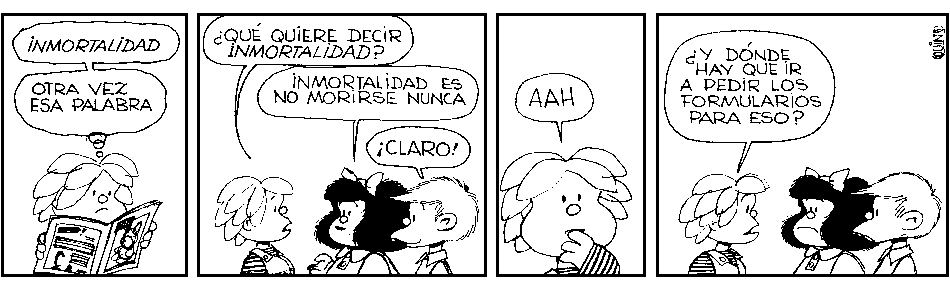 INMORTALIDAD
OTRA VEZ
ESA PALABRA
¿QUÉ QUIERE DECIR
INMORTALIDAD?
INMORTALIDAD ES
NO MORIRSE NUNCA
¡CLARO!
AAH
¿Y DÓNDE
HAY QUE IR
A PEDIR LOS
FORMULARIOS
PARA ESO?
QUINO